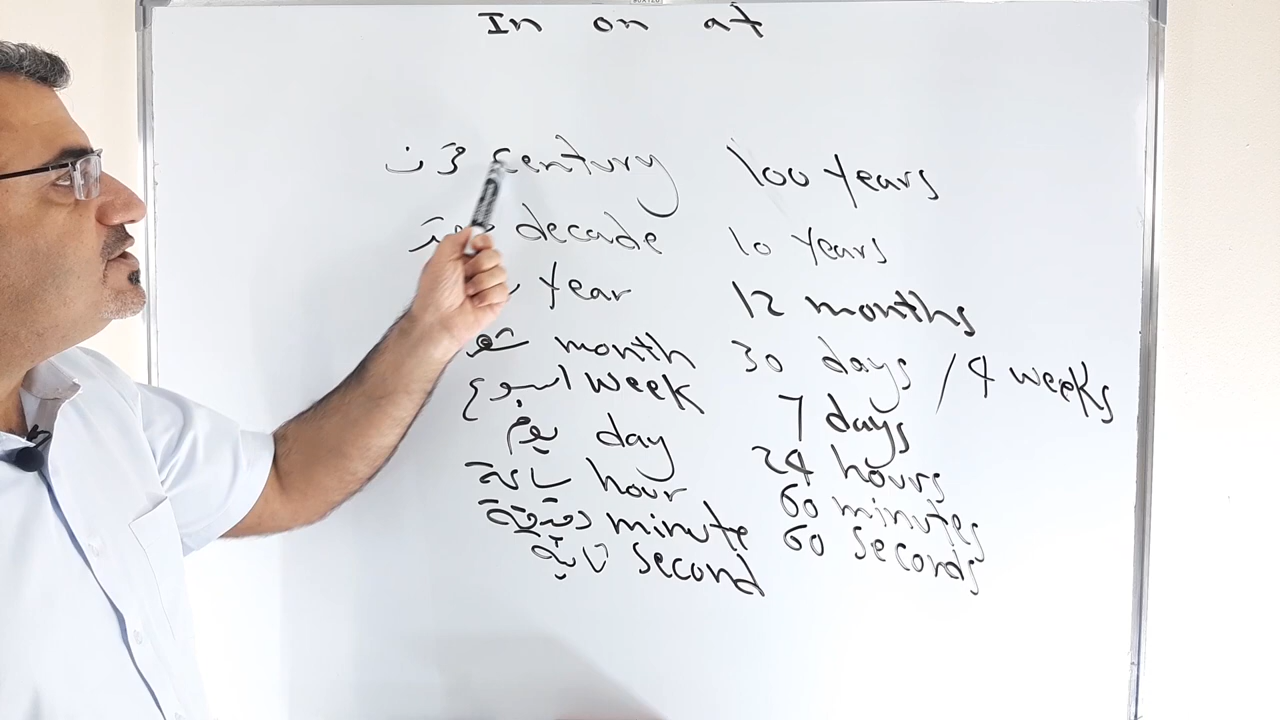 In on at
قرن century 100 years
decade 10 years
year 12 months
شهر month 30 days / 4 weeks
اسبوع week 7 days
يوم day 24 hours
ساعة hour 60 minutes
دقيقة minute 60 seconds
ثانية second